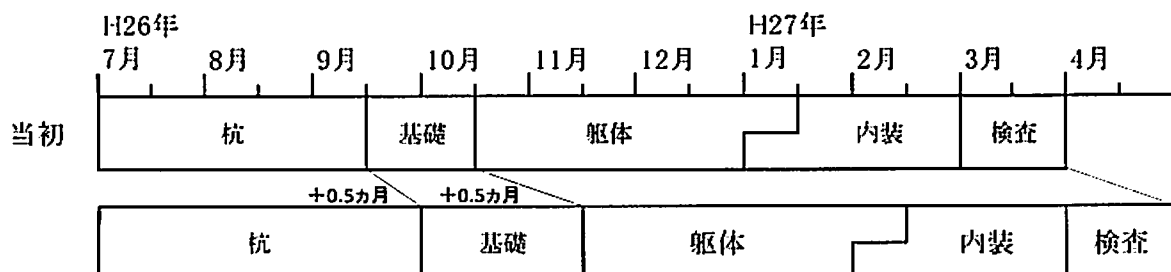 H26年 H27年
7月 8月 9月 10月 11月 12月 1月 2月 3月 4月
当初 杭 基礎 躯体 内装 検査
+0.5カ月 +0.5カ月
杭 基礎 躯体 内装 検査